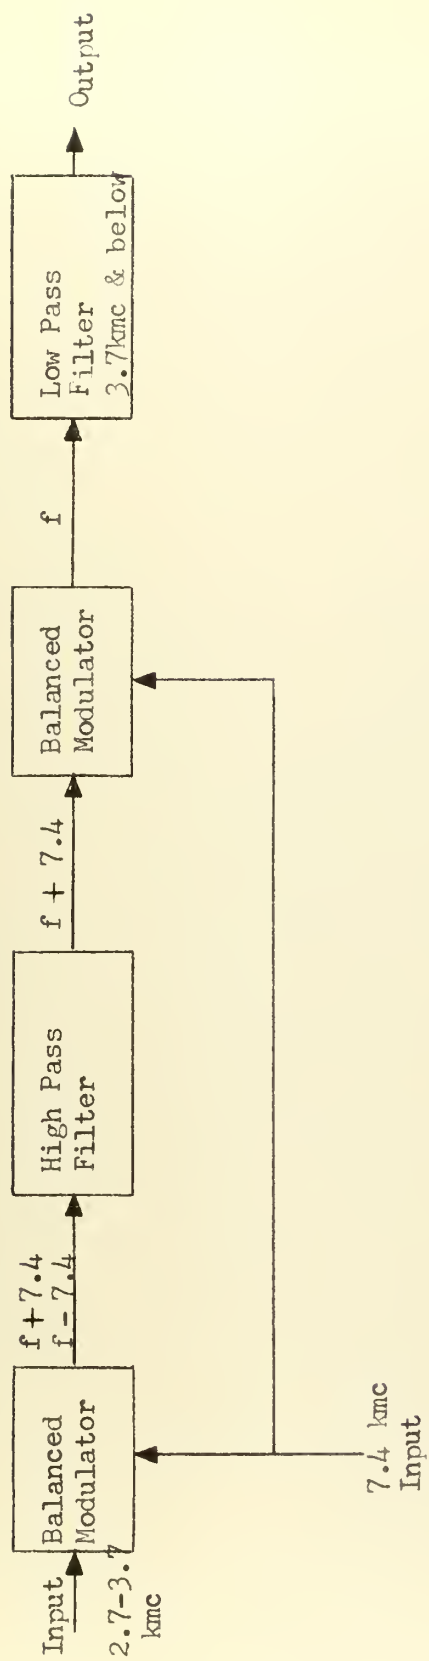 Input
2.7-3.7
kmc
Balanced
Modulator
f + 7.4
f - 7.4
High Pass
Filter
f + 7.4
Balanced
Modulator
f
Low Pass
Filter
3.7kmc & below
Output
7.4 kmc
Input